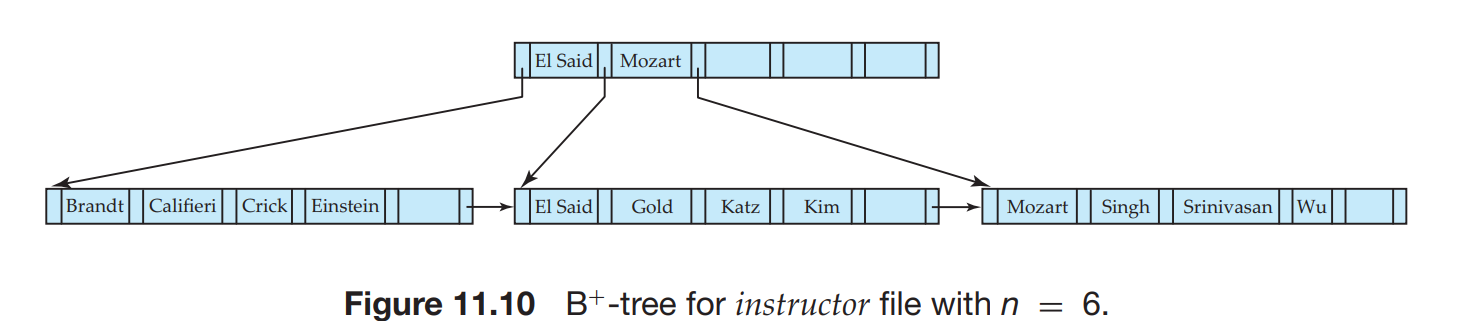 El Said Mozart
Brandt Califieri Crick Einstein El Said Gold Katz Kim Mozart Singh Srinivasan Wu
Figure 11.10 B+-tree for instructor file with n = 6.